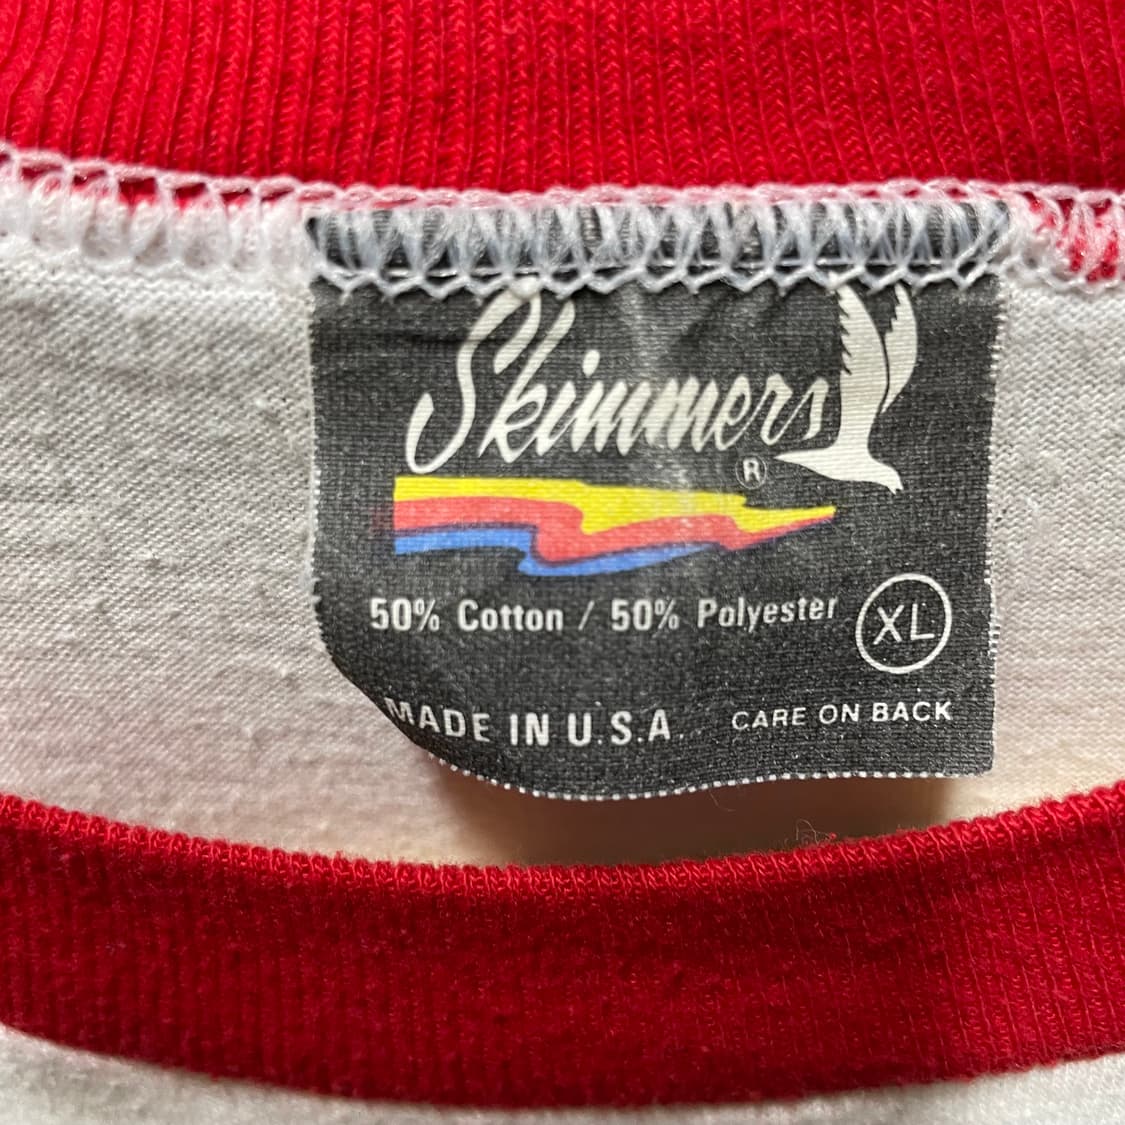 Skimmers
®
50% Cotton / 50% Polyester XL
MADE IN U.S.A. CARE ON BACK